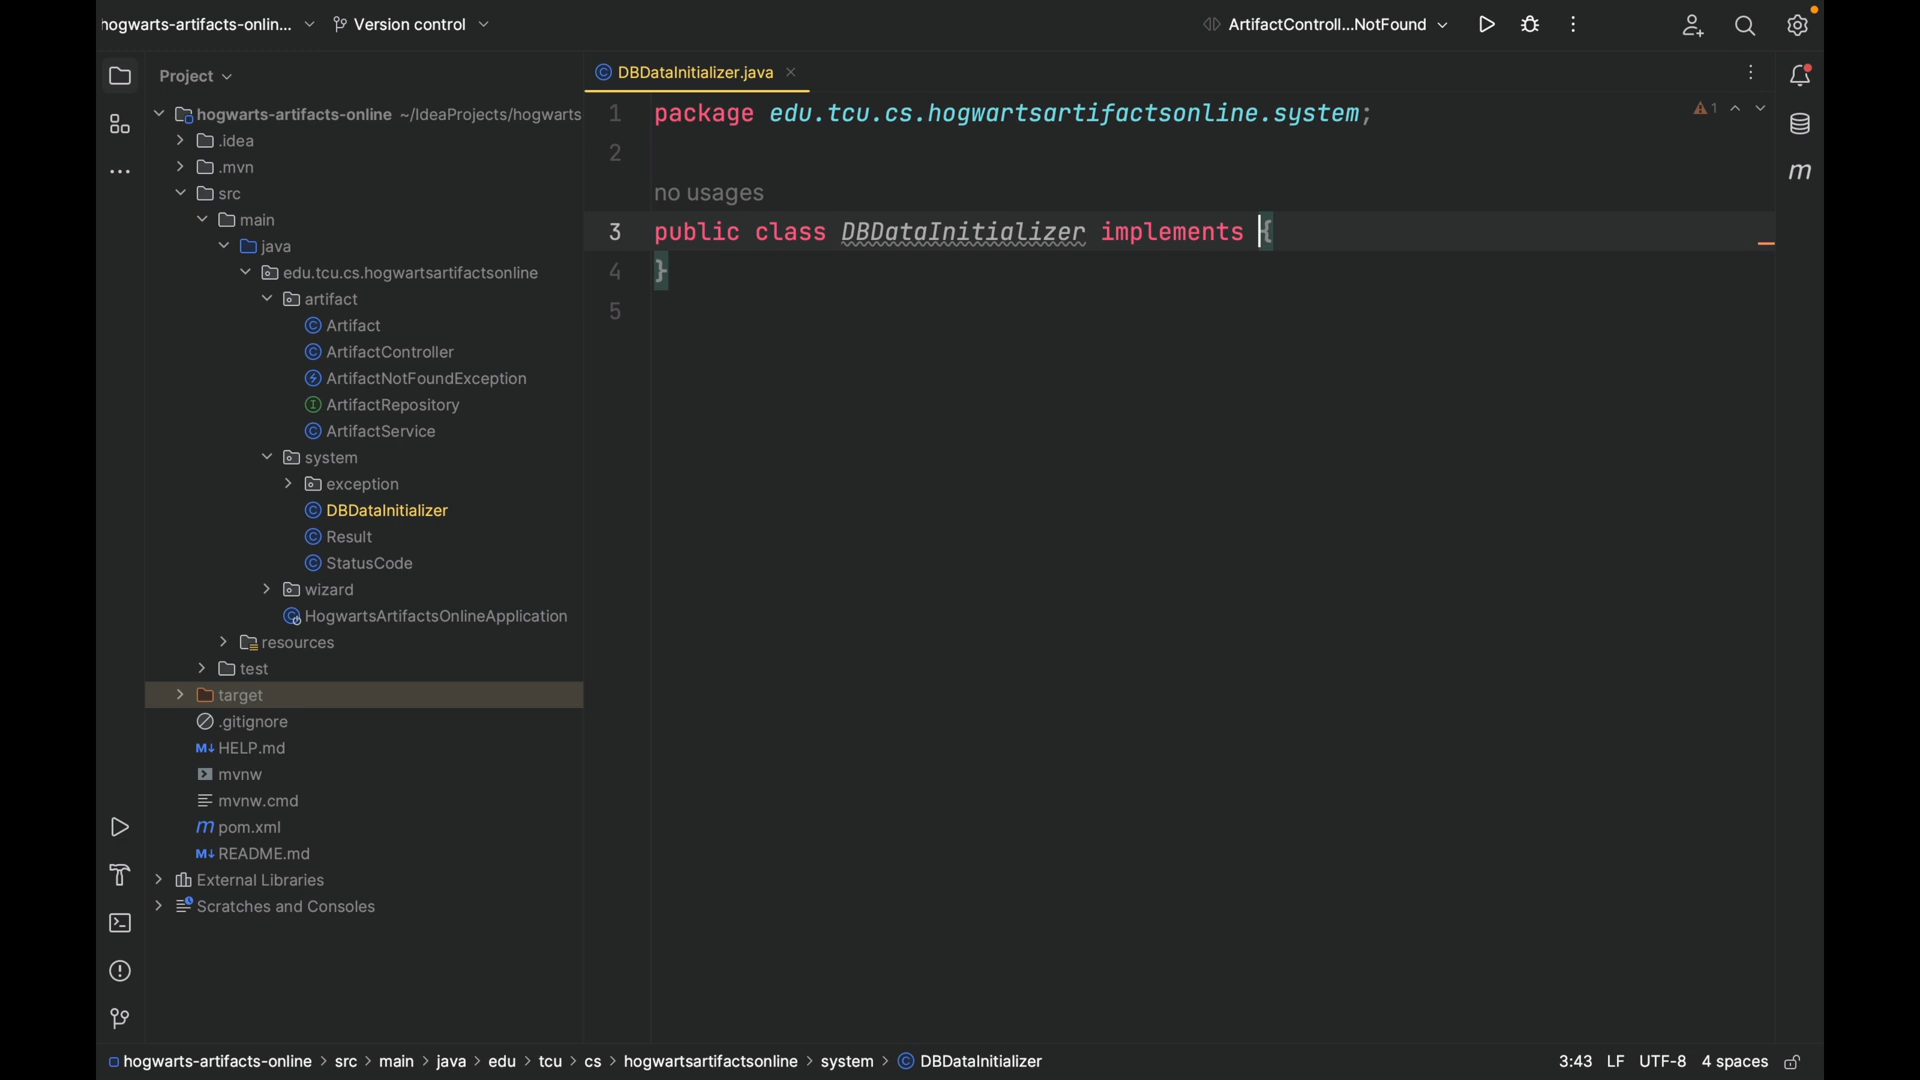 hogwarts-artifacts-onlin...
Version control
ArtifactControll...NotFound
Project
DBDataInitializer.java
hogwarts-artifacts-online ~/IdeaProjects/hogwarts
.idea
.mvn
src
main
java
edu.tcu.cs.hogwartsartifactsonline
artifact
Artifact
ArtifactController
ArtifactNotFoundException
ArtifactRepository
ArtifactService
system
exception
DBDataInitializer
Result
StatusCode
wizard
HogwartsArtifactsOnlineApplication
resources
test
target
.gitignore
HELP.md
mvnw
mvnw.cmd
pom.xml
README.md
External Libraries
Scratches and Consoles
1 package edu.tcu.cs.hogwartsartifactsonline.system;
1
2
no usages
3 public class DBDataInitializer implements {
4 }
5
hogwarts-artifacts-online > src > main > java > edu > tcu > cs > hogwartsartifactsonline > system > DBDataInitializer
3:43 LF UTF-8 4 spaces